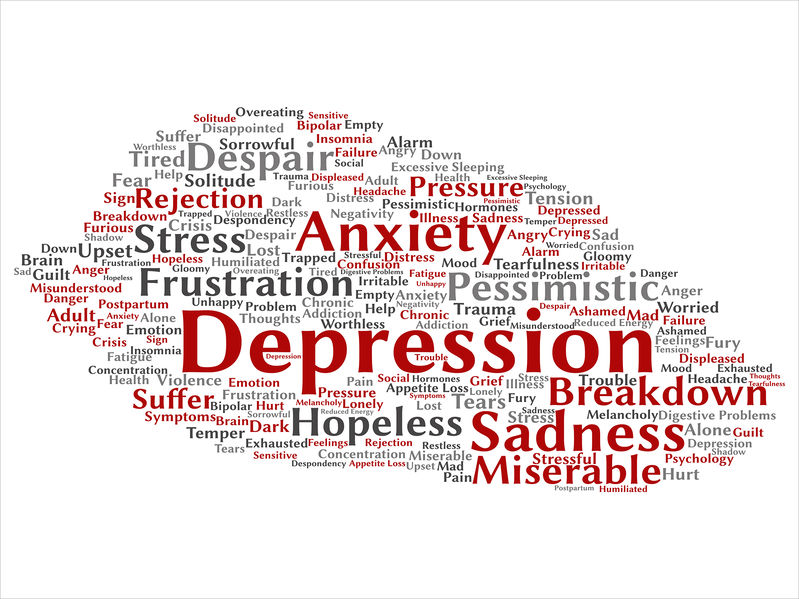 Overeating
Solitude Sensitive
Disappointed Bipolar Empty
Suffer Insomnia
Worthless Sorrowful Failure Angry Alarm
Tired Despair Social Down
Help Trauma Displeased Adult Excessive Sleeping
Fear Solitude Furious Headache Health Excessive Sleeping
Sign Rejection Dark Distress Pressure Psychology
Pessimistic Hormones Pessimistic Tension
Breakdown Trapped Violence Restless Negativity Illness Sadness Temper Depressed Depressed
Furious Crisis Despondency Anxiety Angry Crying Sad
Shadow Stress Despair Worried Confusion
Down Upset Lost Trapped Stressful Distress Alarm Gloomy
Brain Frustration Hopeless Humiliated Confusion Mood Tearfulness Irritable
Sad Guilt Anger Hopeless Gloomy Overeating Tired Digestive Problems Fatigue Disappointed Problem Danger
Misunderstood Frustration Irritable Unhappy Pessimistic Anger
Danger Postpartum Unhappy Problem Chronic Empty Anxiety
Adult Anxiety Alone Thoughts Addiction Help Negativity Chronic Trauma Despair Ashamed Mad Worried
Crying Fear Emotion Worthless Addiction Grief Misunderstood Reduced Energy Failure
Crisis Sign Depression Ashamed
Fatigue Insomnia Depression Trouble Feelings Fury
Tension Displeased
Concentration Mood Exhausted
Health Violence Emotion Pain Social Hormones Grief Stress Illness Trouble Headache Thoughts
Tearfulness
Suffer Frustration Pressure Appetite Loss Lonely Fury Breakdown
Symptoms Bipolar Hurt Melancholy Lonely Symptoms Lost Tears Sadness Melancholy Digestive Problems
Brain Sorrowful Reduced Energy Stress
Temper Dark Hopeless Sadness Alone Guilt
Tears Exhausted Feelings Rejection Restless Depression
Sensitive Concentration Miserable Stressful Shadow
Despondency Appetite Loss Upset Mad Miserable Psychology
Pain Hurt
Postpartum Humiliated